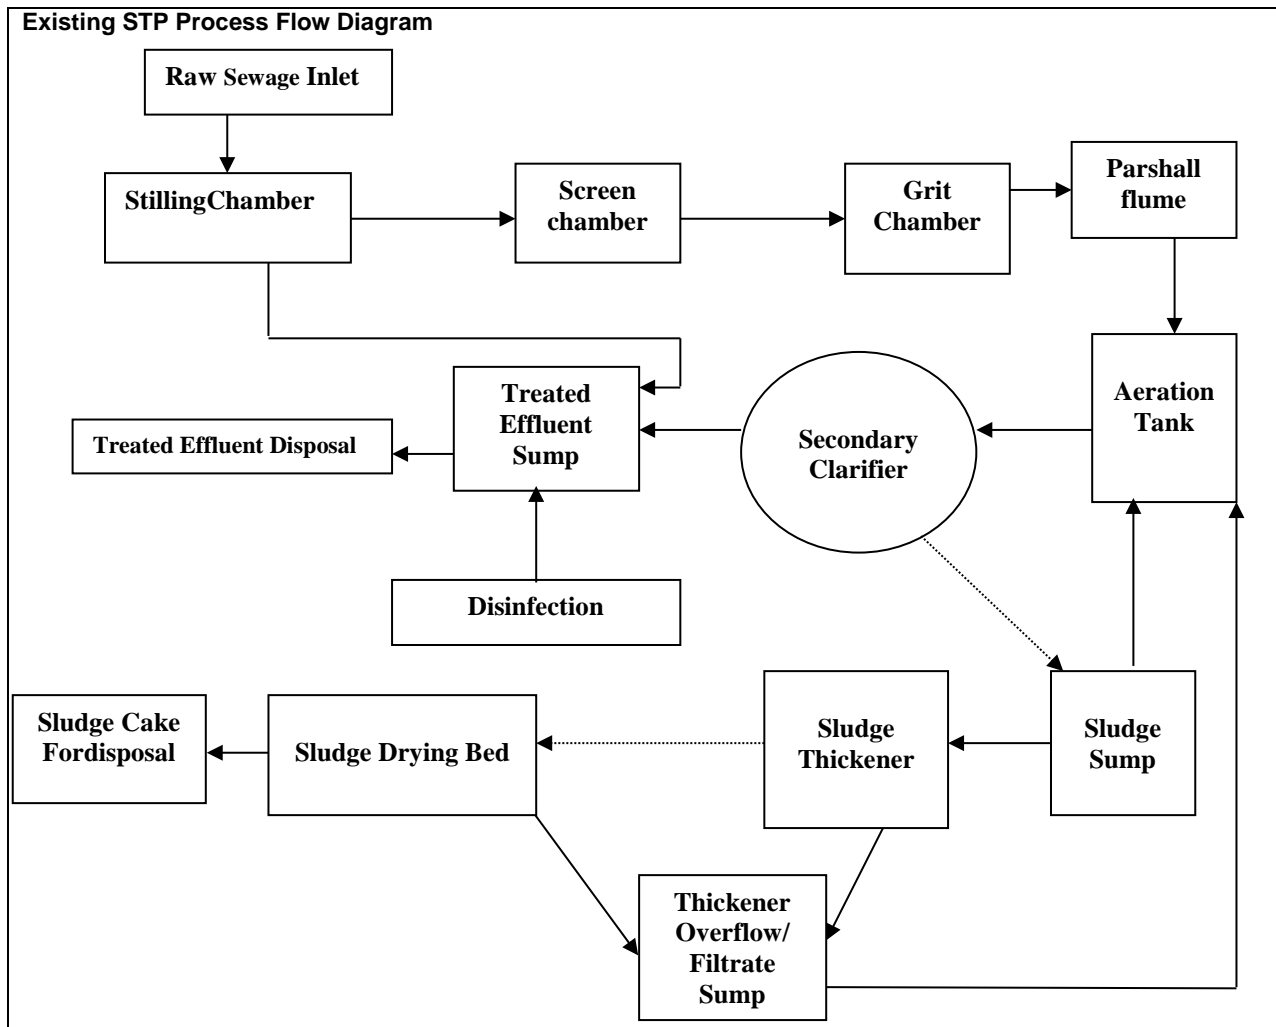 Existing STP Process Flow Diagram
Raw Sewage Inlet
StillingChamber
Screen
chamber
Grit
Chamber
Parshall
flume
Treated
Effluent
Sump
Secondary
Clarifier
Aeration
Tank
Treated Effluent Disposal
Disinfection
Sludge Cake
Fordisposal
Sludge Drying Bed
Sludge
Thickener
Sludge
Sump
Thickener
Overflow/
Filtrate
Sump